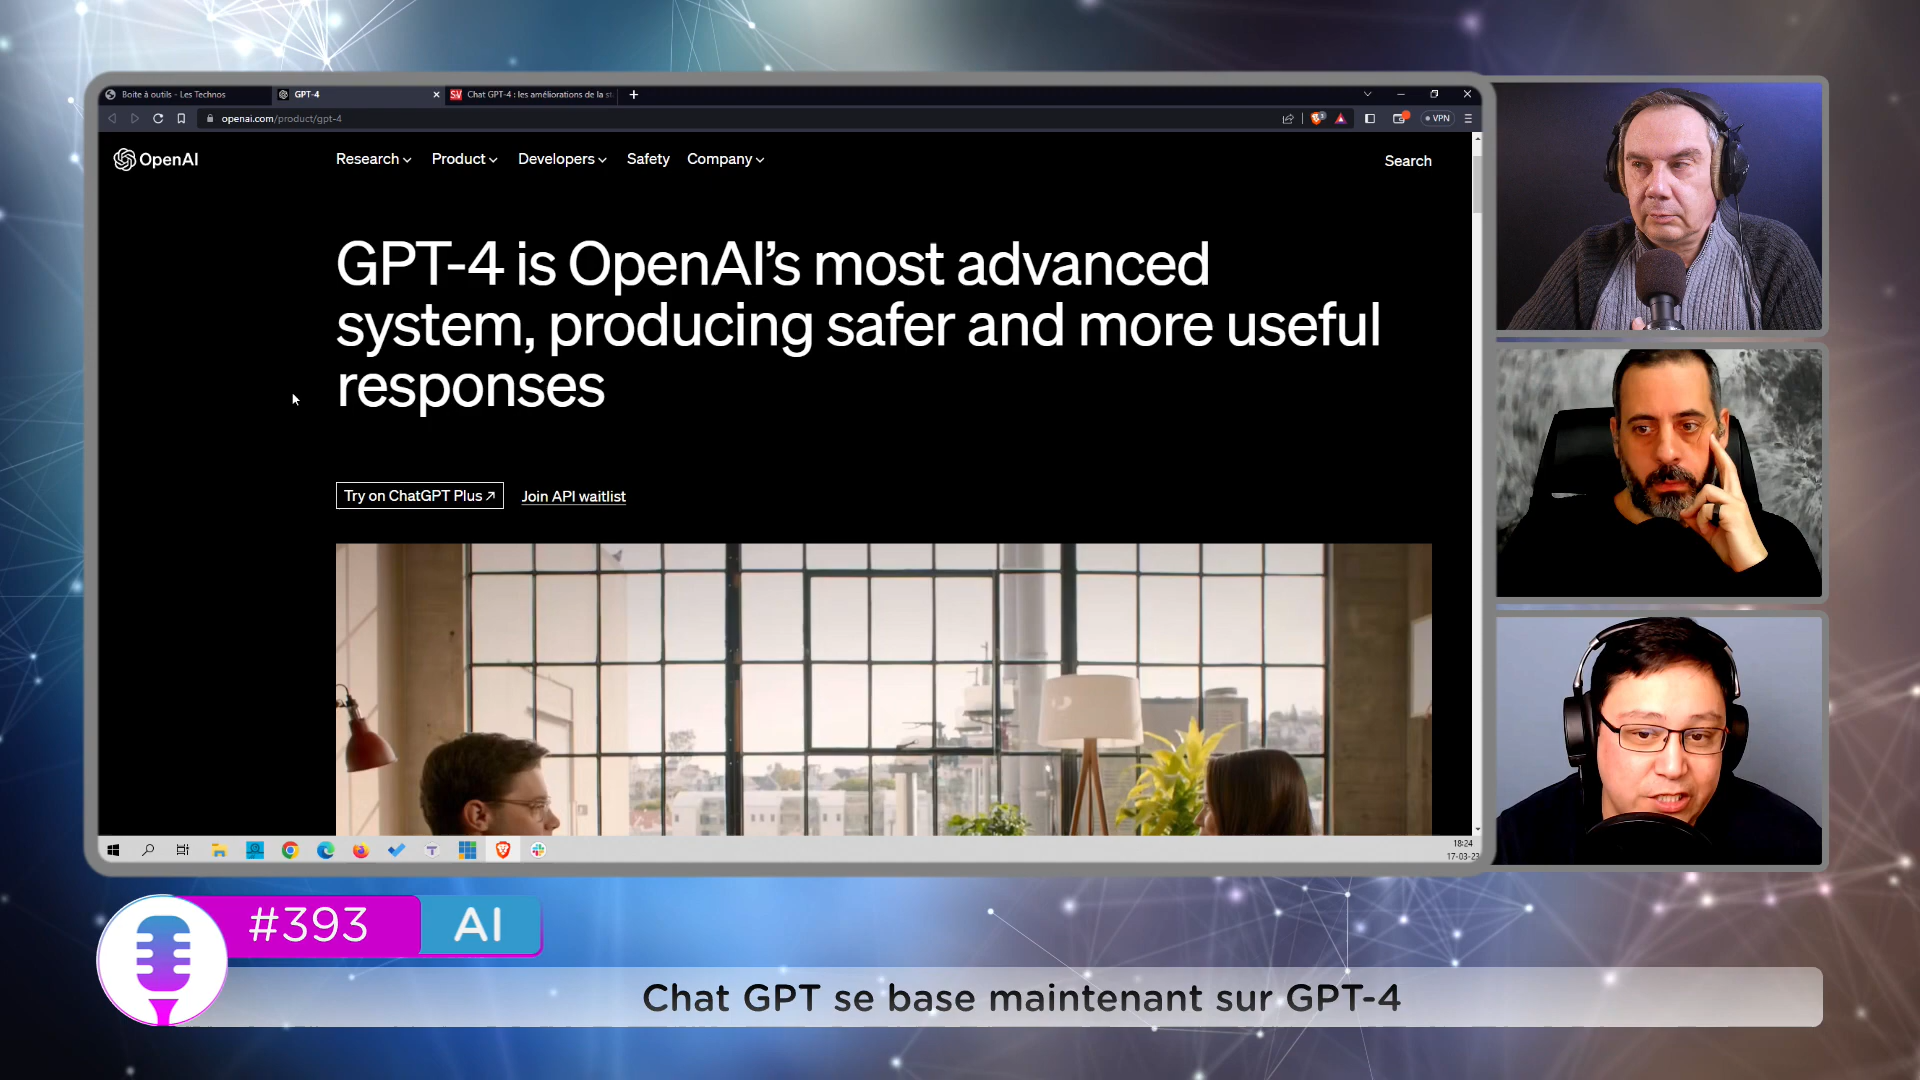 Boite à outils - Les Technos
GPT-4
Chat GPT-4 : les améliorations de la s
openai.com/product/gpt-4
VPN
OpenAI
Research
Product
Developers
Safety
Company
Search
GPT-4 is OpenAI’s most advanced
system, producing safer and more useful
responses
Try on ChatGPT Plus ↗
Join API waitlist
18:24
17-03-23
#393
AI
Chat GPT se base maintenant sur GPT-4